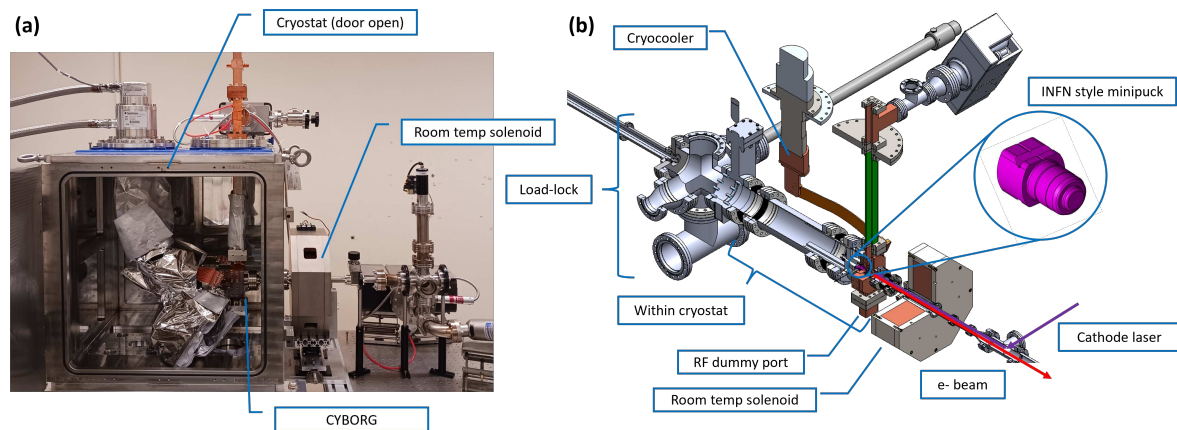 (a)
Cryostat (door open)
Room temp solenoid
CYBORG
(b)
Cryocooler
INFN style minipuck
Load-lock
Within cryostat
RF dummy port
Room temp solenoid
e- beam
Cathode laser